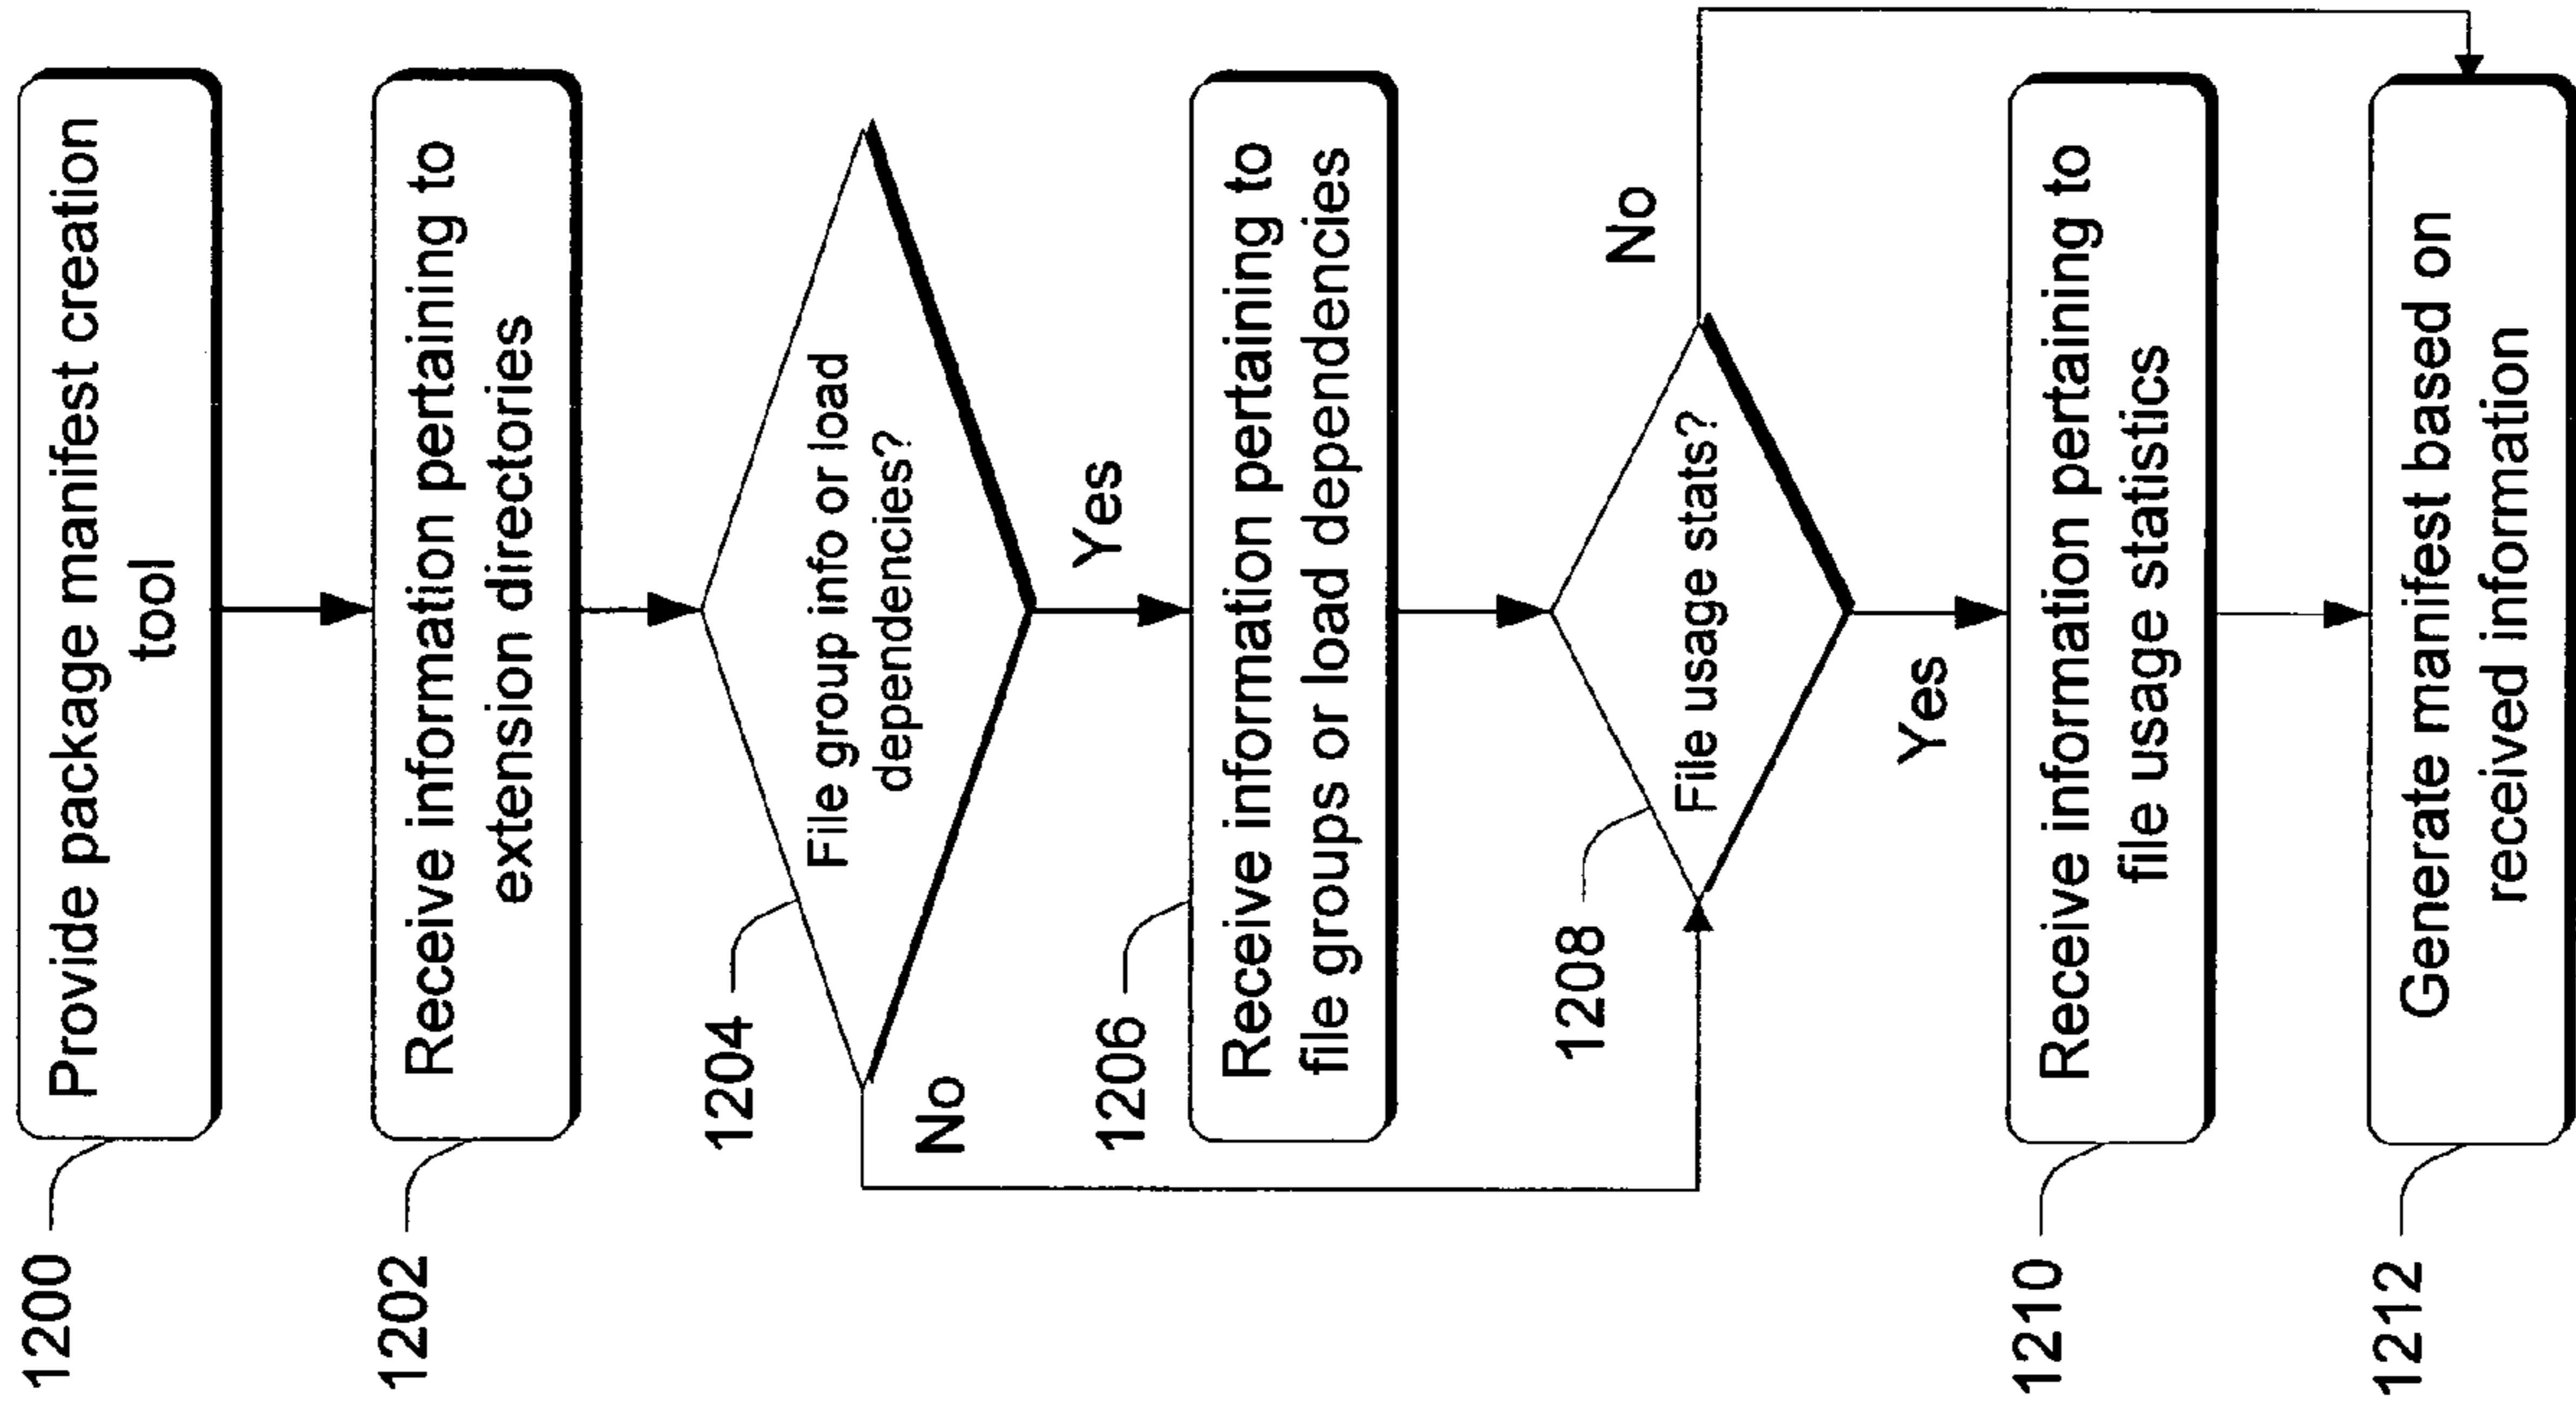 1200
Provide package manifest creation
tool
1202
Receive information pertaining to
extension directories
1204
File group info or load
dependencies?
No
Yes
1206
Receive information pertaining to
file groups or load dependencies
1208
File usage stats?
No
Yes
1210
Receive information pertaining to
file usage statistics
1212
Generate manifest based on
received information